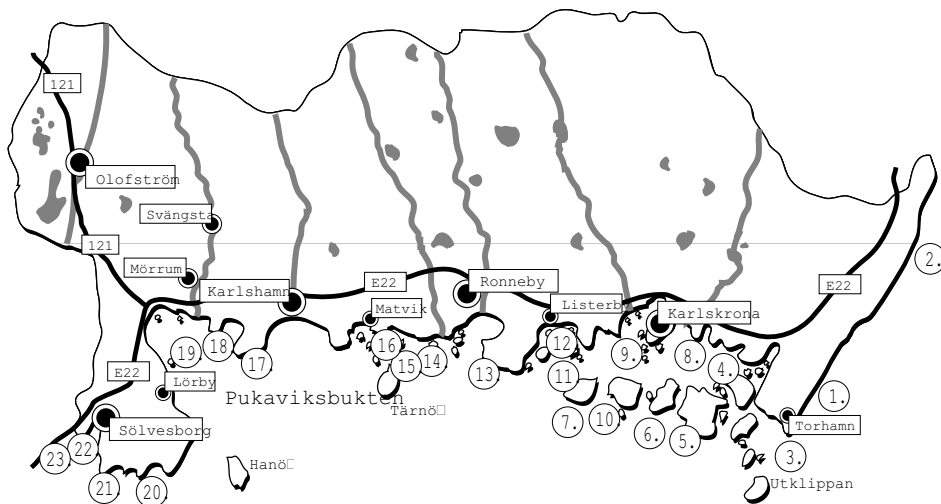 121
Olofström
Svängsta
121
2.
Mörrum
E22
Ronneby
Karlshamn
E22
Matvik
Listerby
Karlskrona
19.
18.
17.
16.
15.
14.
13.
12.
11.
9.
8.
4.
E22
Lörby
Pukaviksbukten
Tärnö□
7.
10.
6.
5.
1.
Torhamn
Sölvesborg
22.
23.
21.
20.
Hanö□
3.
Utklippan